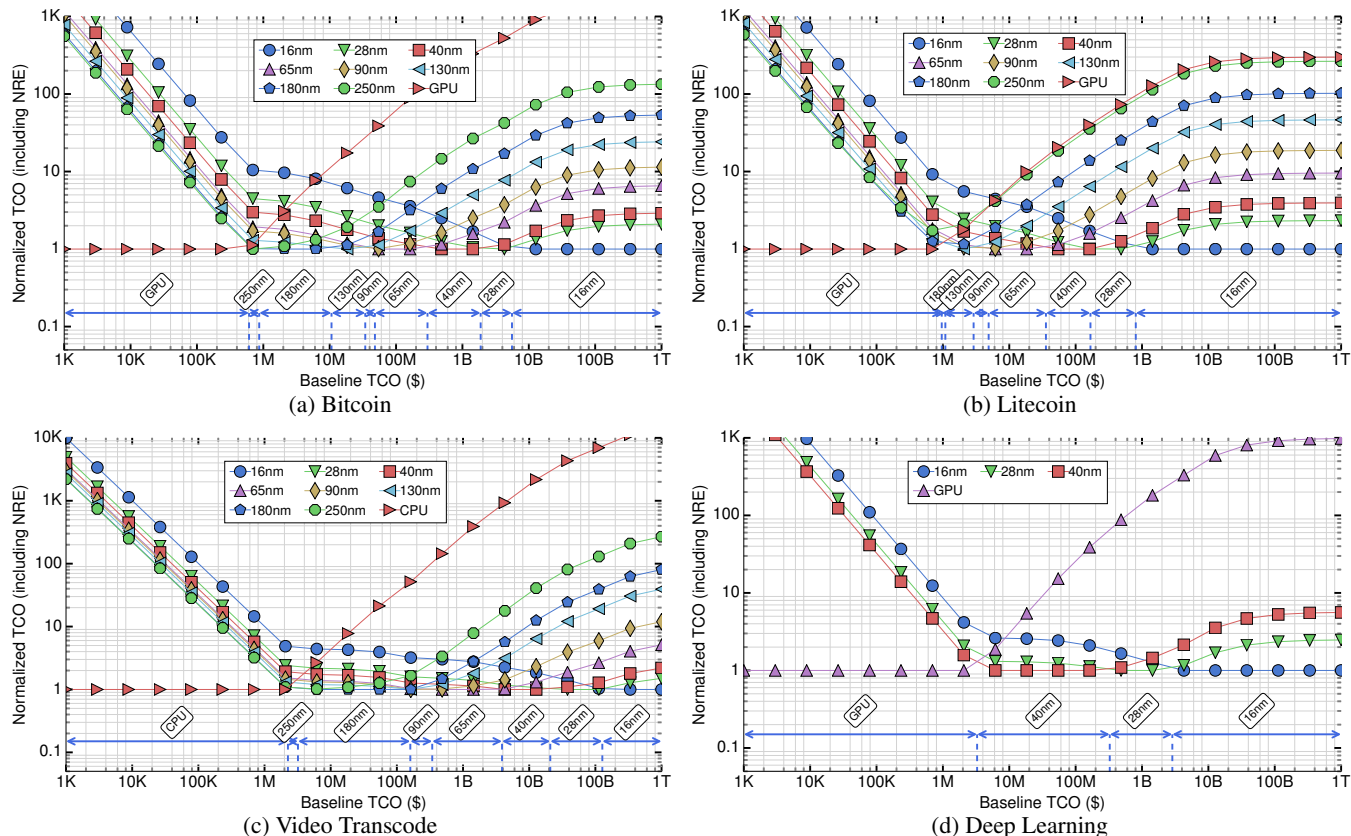 Normalized TCO (including NRE)
1K
100
10
1
0.1
16nm 28nm 40nm
65nm 90nm 130nm
180nm 250nm GPU
GPU 250nm 180nm 130nm 90nm 65nm 40nm 28nm 16nm
1K 10K 100K 1M 10M 100M 1B 10B 100B 1T
Baseline TCO ($)
(a) Bitcoin
Normalized TCO (including NRE)
1K
100
10
1
0.1
16nm 28nm 40nm
65nm 90nm 130nm
180nm 250nm GPU
GPU 180nm 130nm 90nm 65nm 40nm 28nm 16nm
1K 10K 100K 1M 10M 100M 1B 10B 100B 1T
Baseline TCO ($)
(b) Litecoin
Normalized TCO (including NRE)
10K
1K
100
10
1
0.1
16nm 28nm 40nm
65nm 90nm 130nm
180nm 250nm CPU
CPU 250nm 180nm 90nm 65nm 40nm 28nm 16nm
1K 10K 100K 1M 10M 100M 1B 10B 100B 1T
Baseline TCO ($)
(c) Video Transcode
Normalized TCO (including NRE)
1K
100
10
1
0.1
16nm 28nm 40nm
GPU
GPU 40nm 28nm 16nm
1K 10K 100K 1M 10M 100M 1B 10B 100B 1T
Baseline TCO ($)
(d) Deep Learning